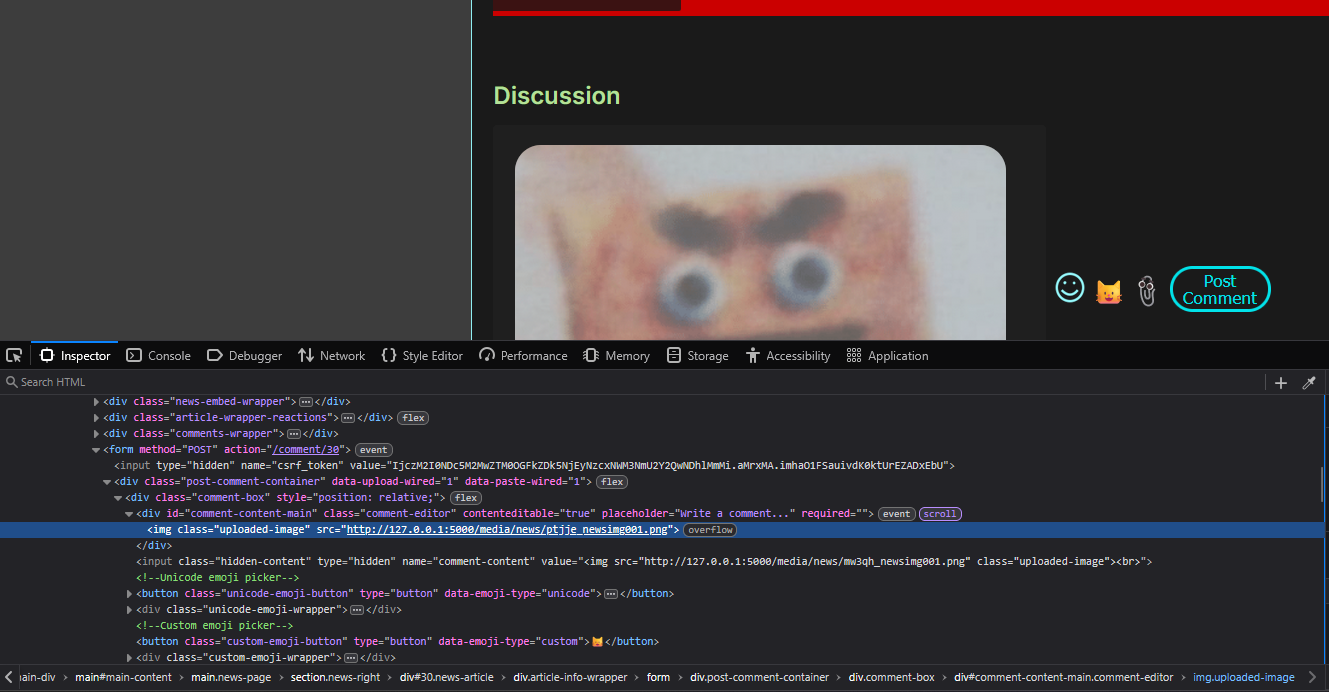 Discussion
Post
Comment
Inspector
Console
Debugger
Network
Style Editor
Performance
Memory
Storage
Accessibility
Application
Search HTML
<div class="news-embed-wrapper">⋯</div>
<div class="article-wrapper-reactions">⋯</div> flex
<div class="comments-wrapper">⋯</div>
<form method="POST" action="/comment/30"> event
<input type="hidden" name="csrf_token" value="IjczM2I0NDc5M2MwZTM0OGFkZDk5NjEyNzcxNWM3NmU2Y2QwNDhlMmMi.aMrxMA.imhaO1FSauivdK0ktUrEZADxEbU">
<div class="post-comment-container" data-upload-wired="1" data-paste-wired="1"> flex
<div class="comment-box" style="position: relative;"> flex
<div id="comment-content-main" class="comment-editor" contenteditable="true" placeholder="Write a comment..." required=""> event scroll
<img class="uploaded-image" src="http://127.0.0.1:5000/media/news/ptjje_newsimg001.png"> overflow
</div>
<input class="hidden-content" type="hidden" name="comment-content" value="<img src="http://127.0.0.1:5000/media/news/mw3qh_newsimg001.png" class="uploaded-image"><br>">
<!--Unicode emoji picker-->
<button class="unicode-emoji-button" type="button" data-emoji-type="unicode">⋯</button>
<div class="unicode-emoji-wrapper">⋯</div>
<!--Custom emoji picker-->
<button class="custom-emoji-button" type="button" data-emoji-type="custom">😺</button>
<div class="custom-emoji-wrapper">⋯</div>
ain-div > main#main-content > main.news-page > section.news-right > div#30.news-article > div.article-info-wrapper > form > div.post-comment-container > div.comment-box > div#comment-content-main.comment-editor > img.uploaded-image